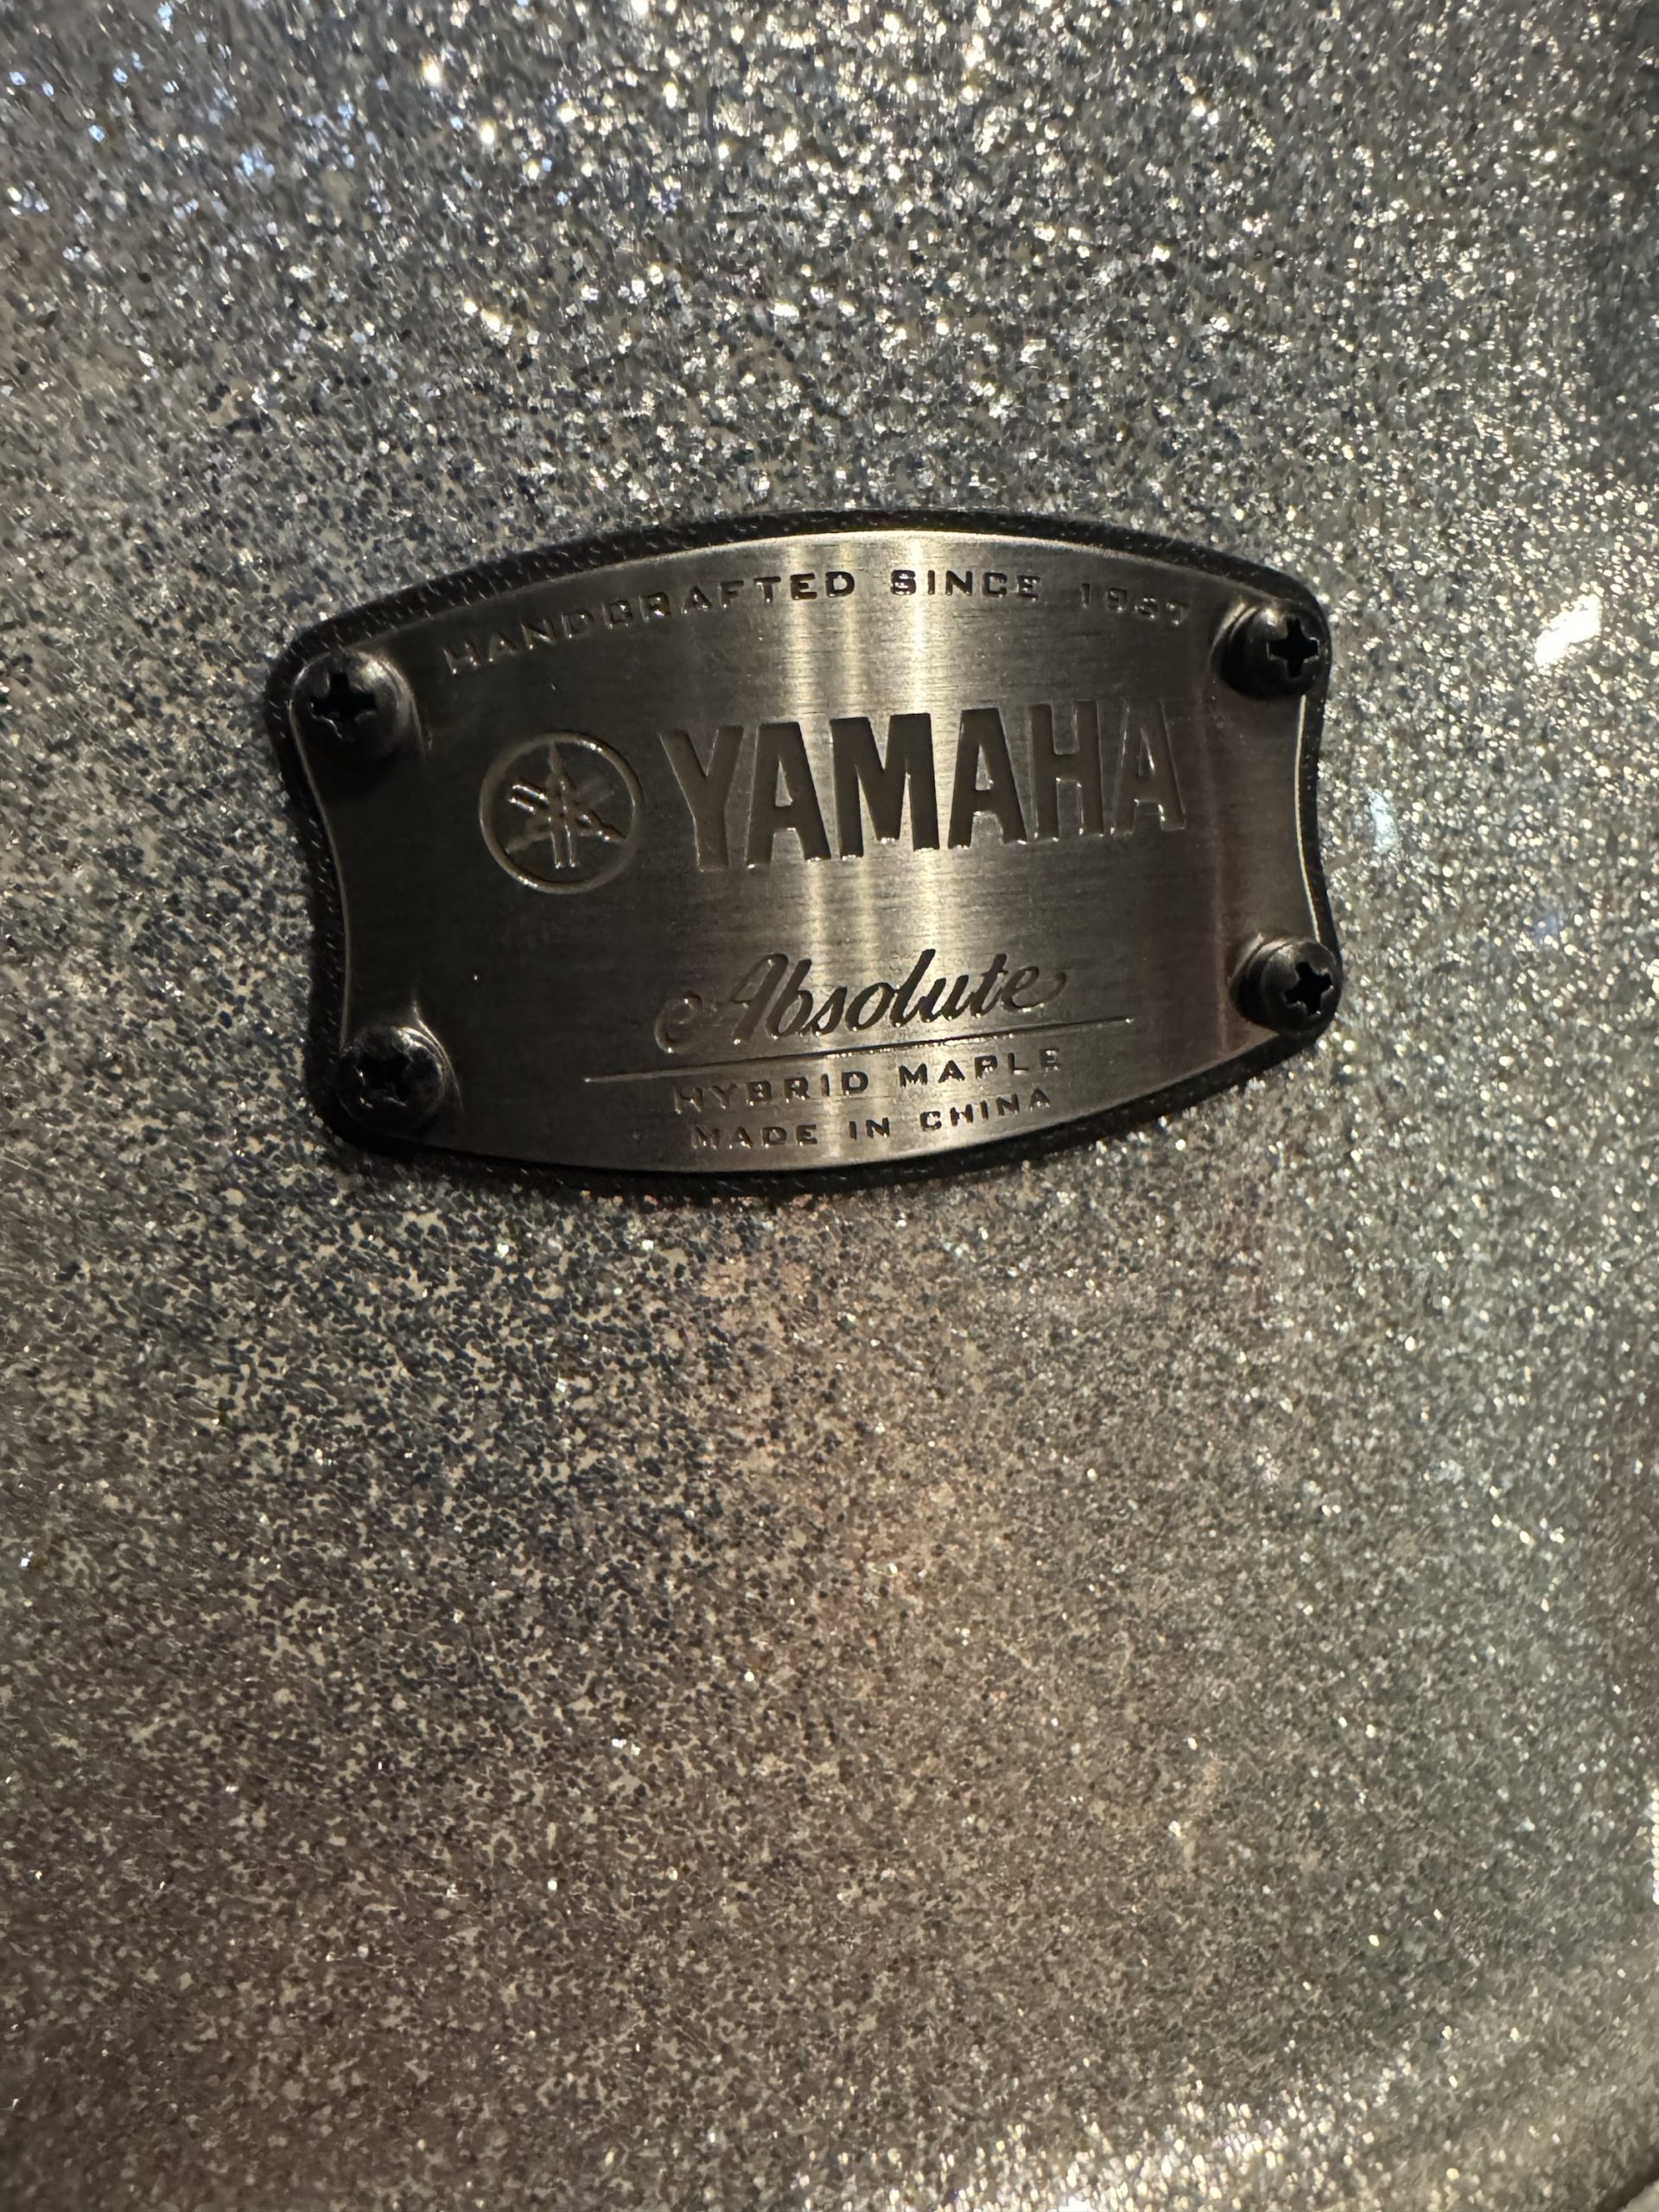 HANDCRAFTED SINCE 1967
YAMAHA
Absolute
HYBRID MAPLE
MADE IN CHINA